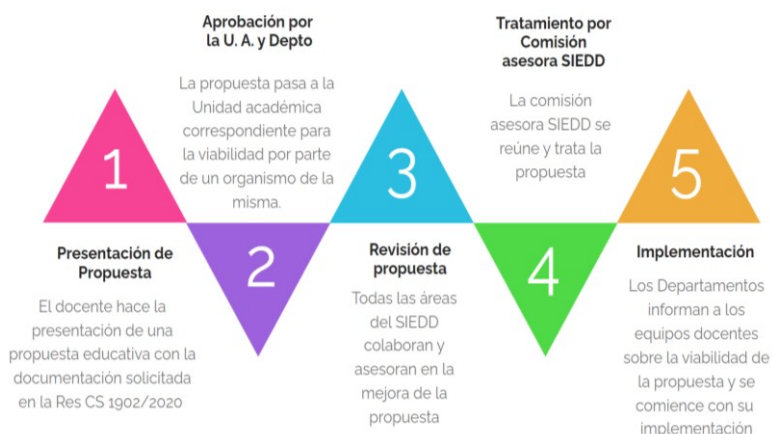 1
Presentación de
Propuesta
El docente hace la
presentación de una
propuesta educativa con la
documentación solicitada
en la Res CS 1902/2020
Aprobación por
la U. A. y Depto
La propuesta pasa a la
Unidad académica
correspondiente para
la viabilidad por parte
de un organismo de la
misma.
2
3
Revisión de
propuesta
Todas las áreas
del SIEDD
colaboran y
asesoran en la
mejora de la
propuesta
Tratamiento por
Comisión
asesora SIEDD
La comisión
asesora SIEDD se
reúne y trata la
propuesta
4
5
Implementación
Los Departamentos
informan a los
equipos docentes
sobre la viabilidad de
la propuesta y se
comience con su
implementación